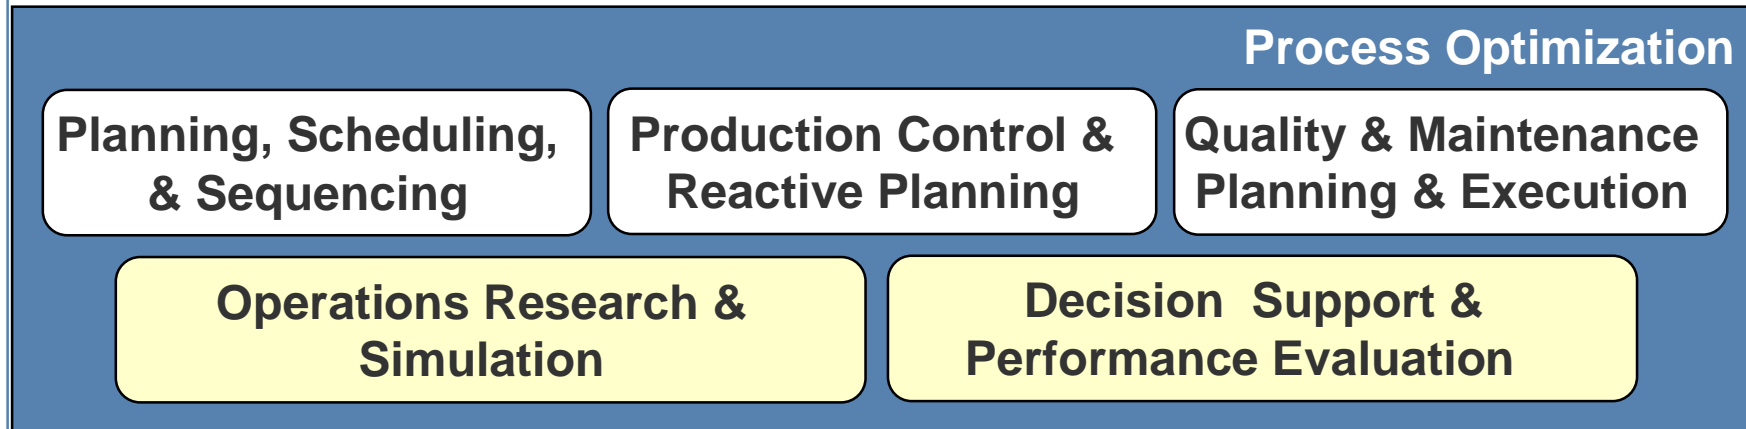 Process Optimization
Planning, Scheduling,
& Sequencing
Production Control &
Reactive Planning
Quality & Maintenance
Planning & Execution
Operations Research &
Simulation
Decision  Support &
Performance Evaluation